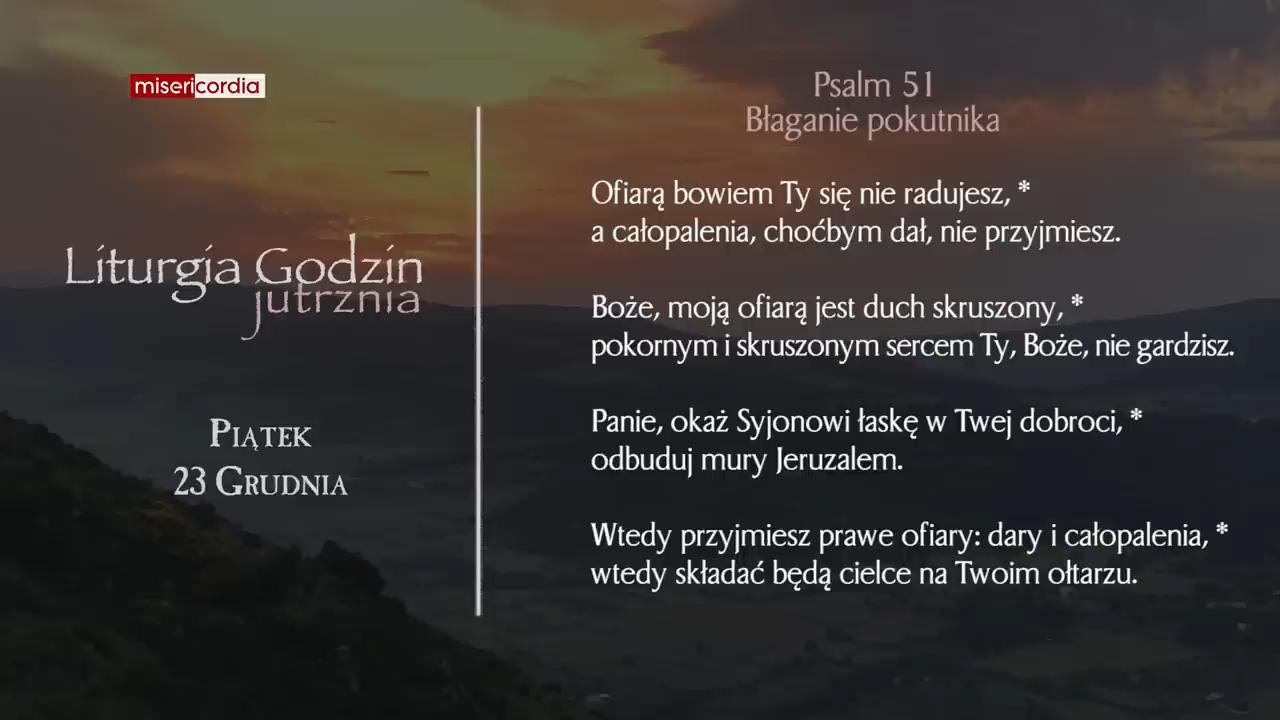 misericordia
Liturgia Godzin
jutrznia
Piątek
23 Grudnia
Psalm 51
Błaganie pokutnika
Ofiarą bowiem Ty się nie radujesz, *
a całopalenia, choćbym dał, nie przyjmiesz.
Boże, moją ofiarą jest duch skruszony, *
pokornym i skruszonym sercem Ty, Boże, nie gardzisz.
Panie, okaż Syjonowi łaskę w Twej dobroci, *
odbuduj mury Jeruzalem.
Wtedy przyjmiesz prawe ofiary: dary i całopalenia, *
wtedy składać będą cielce na Twoim ołtarzu.